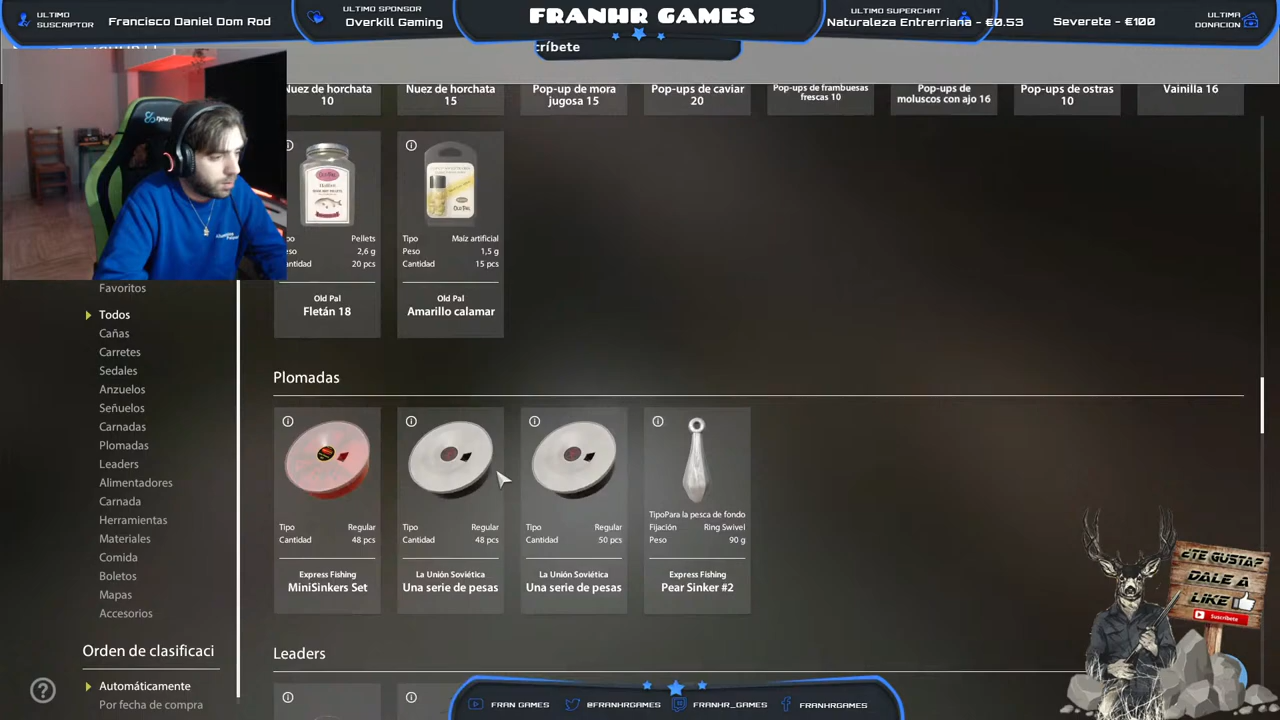 ULTIMO SUSCRIPTOR
Francisco Daniel Dom Rod
ULTIMO SPONSOR
Overkill Gaming
FRANHR GAMES
ULTIMO SUPERCHAT
Naturaleza Entrerriana - €0.53
Severete - €100
ULTIMA DONACION
críbete
Nuez de horchata 10
Nuez de horchata 15
Pop-up de mora jugosa 15
Pop-ups de caviar 20
Pop-ups de frambuesas frescas 10
Pop-ups de moluscos con ajo 16
Pop-ups de ostras 10
Vainilla 16
OLD PAL
OLD PAL
po Pellets
eso 2,6 g
antidad 20 pcs
Old Pal
Fletán 18
Tipo Maíz artificial
Peso 1,5 g
Cantidad 15 pcs
Old Pal
Amarillo calamar
Favoritos
Todos
Cañas
Carretes
Sedales
Anzuelos
Señuelos
Carnadas
Plomadas
Leaders
Alimentadores
Carnada
Herramientas
Materiales
Comida
Boletos
Mapas
Accesorios
Orden de clasificaci
Automáticamente
Por fecha de compra
Plomadas
Tipo Regular
Cantidad 48 pcs
Express Fishing
MiniSinkers Set
Tipo Regular
Cantidad 48 pcs
La Unión Soviética
Una serie de pesas
Tipo Regular
Cantidad 50 pcs
La Unión Soviética
Una serie de pesas
TipoPara la pesca de fondo
Fijación Ring Swivel
Peso 90 g
Express Fishing
Pear Sinker #2
Leaders
¿TE GUSTA?
DALE A
LIKE
Suscríbete
FRAN GAMES
@FRANHRGAMES
FRANHR_GAMES
FRANHRGAMES